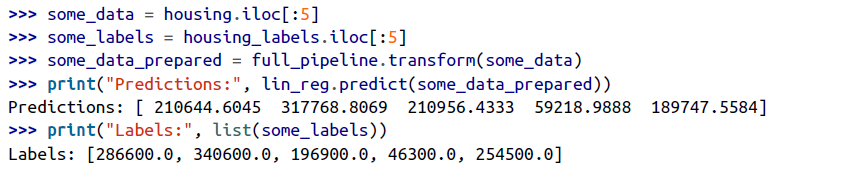 >>> some_data = housing.iloc[:5]
>>> some_labels = housing_labels.iloc[:5]
>>> some_data_prepared = full_pipeline.transform(some_data)
>>> print("Predictions:", lin_reg.predict(some_data_prepared))
Predictions: [ 210644.6045  317768.8069  210956.4333  59218.9888  189747.5584]
>>> print("Labels:", list(some_labels))
Labels: [286600.0, 340600.0, 196900.0, 46300.0, 254500.0]